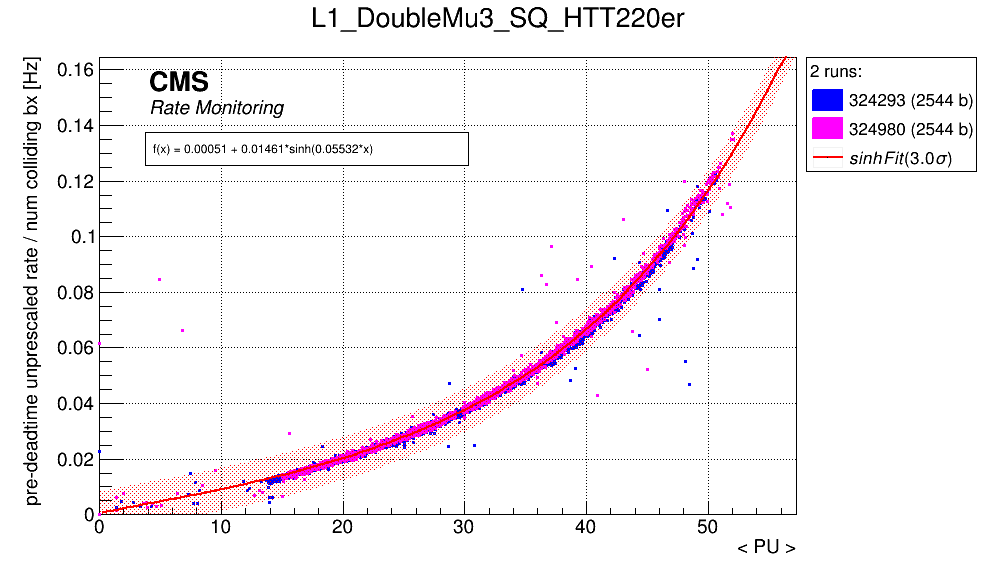 L1_DoubleMu3_SQ_HTT220er
pre-deadtime unprescaled rate / num colliding bx [Hz]
CMS
Rate Monitoring
f(x) = 0.00051 + 0.01461*sinh(0.05532*x)
0.16
0.14
0.12
0.1
0.08
0.06
0.04
0.02
0
0 10 20 30 40 50
< PU >
2 runs:
324293 (2544 b)
324980 (2544 b)
sinhFit(3.0σ)